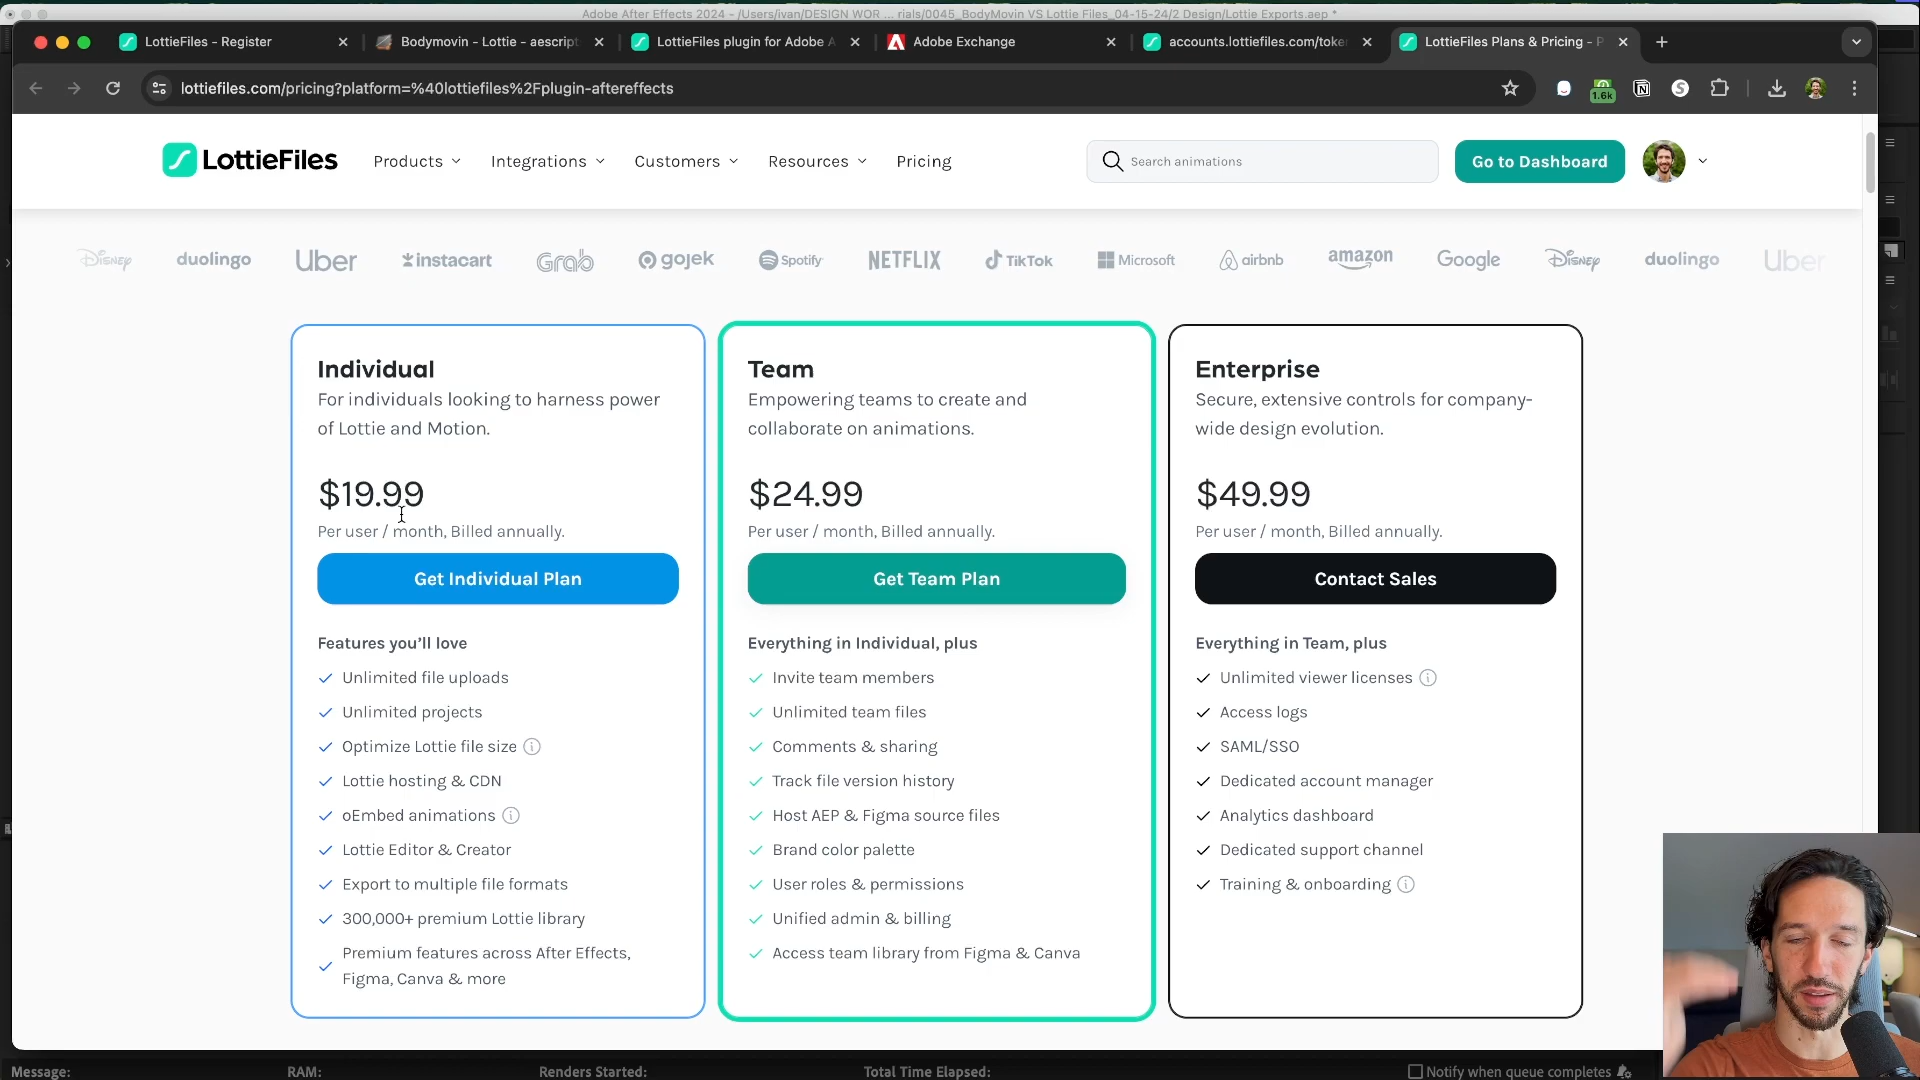 Adobe After Effects 2024 - /Users/ivan/DESIGN WOR ... rials/0045_BodyMovin VS Lottie Files_04-15-24/2 Design/Lottie Exports.aep *
LottieFiles - Register
Bodymovin - Lottie - aescript
LottieFiles plugin for Adobe A
Adobe Exchange
accounts.lottiefiles.com/toke
LottieFiles Plans & Pricing - P
lottiefiles.com/pricing?platform=%40lottiefiles%2Fplugin-aftereffects
1.6k
LottieFiles
Products
Integrations
Customers
Resources
Pricing
Search animations
Go to Dashboard
Disney duolingo Uber instacart Grab gojek Spotify NETFLIX TikTok Microsoft airbnb amazon Google Disney duolingo Uber
Individual
For individuals looking to harness power
of Lottie and Motion.
$19.99
Per user / month, Billed annually.
Get Individual Plan
Features you'll love
Unlimited file uploads
Unlimited projects
Optimize Lottie file size
Lottie hosting & CDN
oEmbed animations
Lottie Editor & Creator
Export to multiple file formats
300,000+ premium Lottie library
Premium features across After Effects,
Figma, Canva & more
Team
Empowering teams to create and
collaborate on animations.
$24.99
Per user / month, Billed annually.
Get Team Plan
Everything in Individual, plus
Invite team members
Unlimited team files
Comments & sharing
Track file version history
Host AEP & Figma source files
Brand color palette
User roles & permissions
Unified admin & billing
Access team library from Figma & Canva
Enterprise
Secure, extensive controls for company-
wide design evolution.
$49.99
Per user / month, Billed annually.
Contact Sales
Everything in Team, plus
Unlimited viewer licenses
Access logs
SAML/SSO
Dedicated account manager
Analytics dashboard
Dedicated support channel
Training & onboarding
Message:
RAM:
Renders Started:
Total Time Elapsed:
Notify when queue completes